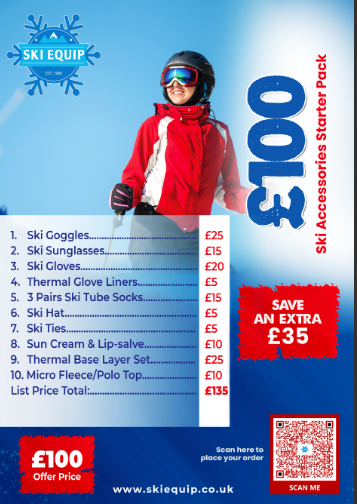 SKI EQUIP
EST. 1994
£100
Ski Accessories Starter Pack
1. Ski Goggles.................................... £25
2. Ski Sunglasses.............................. £15
3. Ski Gloves..................................... £20
4. Thermal Glove Liners.................... £5
5. 3 Pairs Ski Tube Socks.................. £15
6. Ski Hat.......................................... £5
7. Ski Ties.......................................... £5
8. Sun Cream & Lip-salve.................. £10
9. Thermal Base Layer Set................ £25
10. Micro Fleece/Polo Top................. £10
List Price Total:.................................. £135
SAVE
AN EXTRA
£35
£100
Offer Price
Scan here to
place your order
SCAN ME
www.skiequip.co.uk